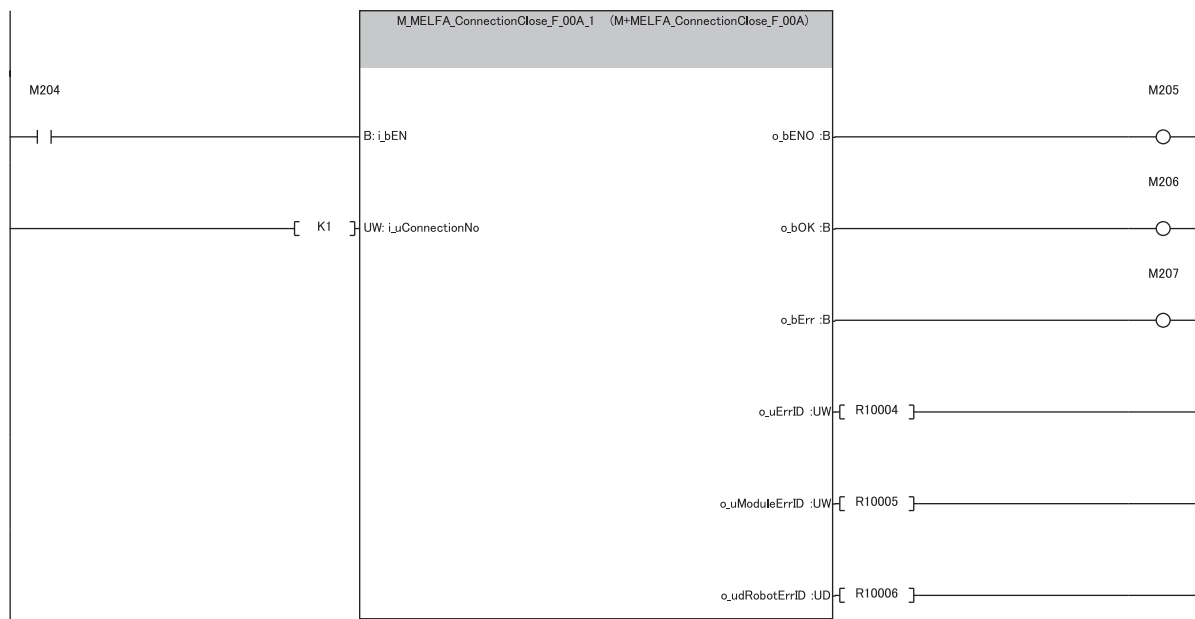 M_MELFA_ConnectionClose_F_00A_1 (M+MELFA_ConnectionClose_F_00A)
M204
M205
B: i_bEN
o_bENO :B
M206
K1
UW: i_uConnectionNo
o_bOK :B
M207
o_bErr :B
o_uErrID :UW
R10004
o_uModuleErrID :UW
R10005
o_udRobotErrID :UD
R10006